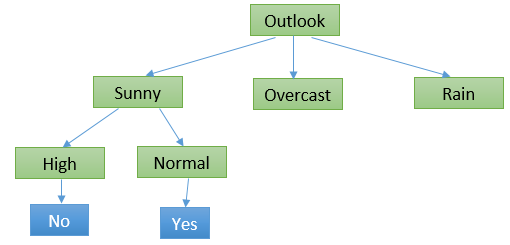 Outlook
Sunny
Overcast
Rain
High
Normal
No
Yes